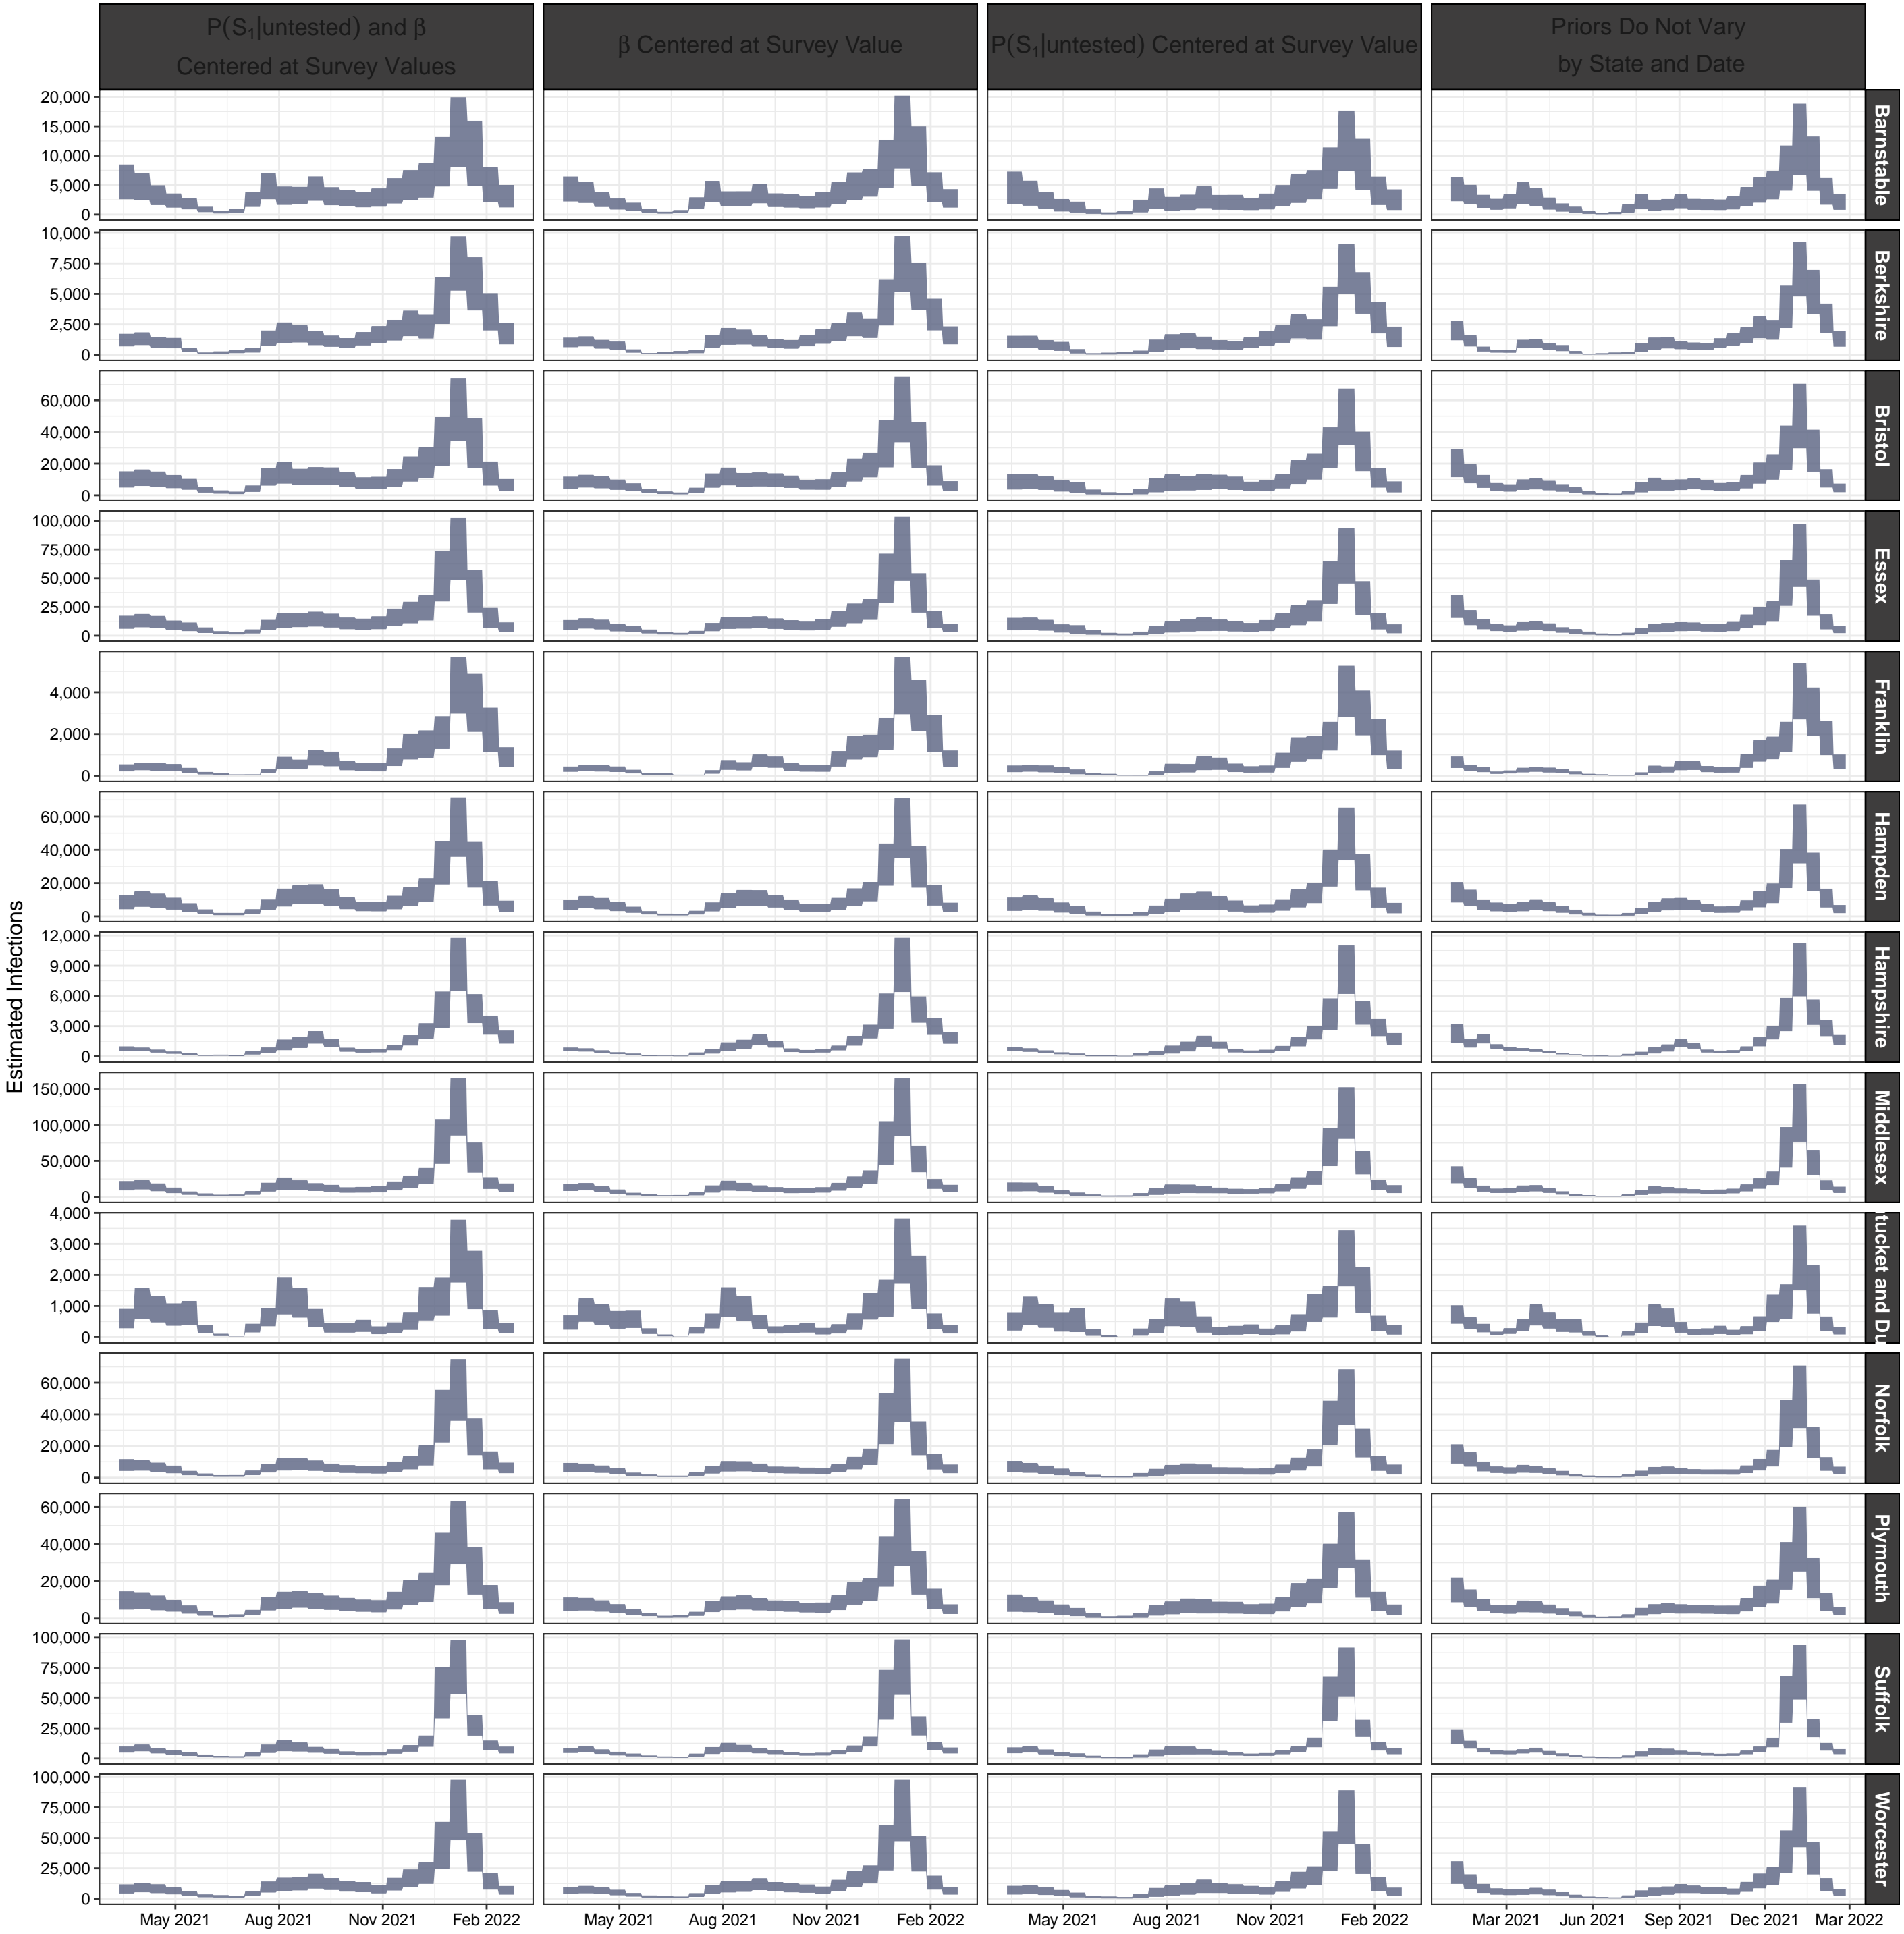 P(S₁|untested) and β
Centered at Survey Values
β Centered at Survey Value
P(S₁|untested) Centered at Survey Value
Priors Do Not Vary
by State and Date
Estimated Infections
20,000
15,000
10,000
5,000
0
Barnstable
10,000
7,500
5,000
2,500
0
Berkshire
60,000
40,000
20,000
0
Bristol
100,000
75,000
50,000
25,000
0
Essex
4,000
2,000
0
Franklin
60,000
40,000
20,000
0
Hampden
12,000
9,000
6,000
3,000
0
Hampshire
150,000
100,000
50,000
0
Middlesex
4,000
3,000
2,000
1,000
0
tucket and Du
60,000
40,000
20,000
0
Norfolk
60,000
40,000
20,000
0
Plymouth
100,000
75,000
50,000
25,000
0
Suffolk
100,000
75,000
50,000
25,000
0
Worcester
May 2021 Aug 2021 Nov 2021 Feb 2022
May 2021 Aug 2021 Nov 2021 Feb 2022
May 2021 Aug 2021 Nov 2021 Feb 2022
Mar 2021 Jun 2021 Sep 2021 Dec 2021 Mar 2022